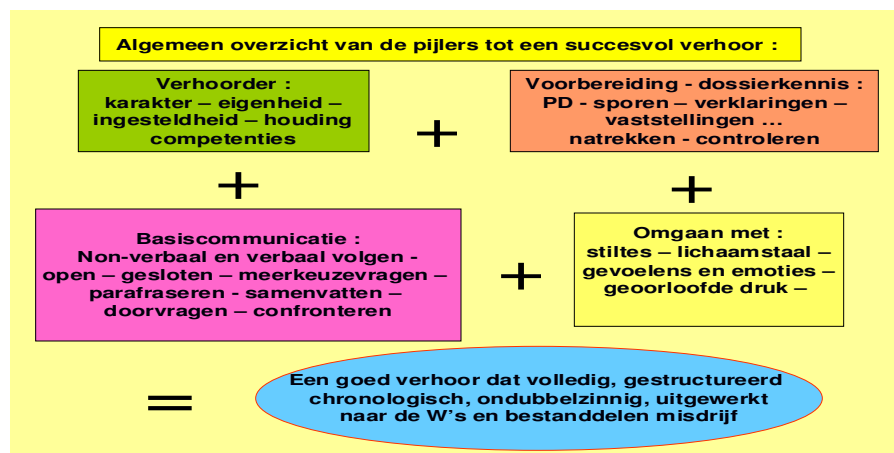 Algemeen overzicht van de pijlers tot een succesvol verhoor :
Verhoorder :
karakter – eigenheid –
ingesteldheid – houding
competenties
+
Voorbereiding - dossierkennis :
PD - sporen – verklaringen –
vaststellingen ...
natrekken - controleren
+
+
Basiscommunicatie :
Non-verbaal en verbaal volgen -
open – gesloten – meerkeuzevragen –
parafraseren - samenvatten –
doorvragen – confronteren
+
Omgaan met :
stiltes – lichaamstaal –
gevoelens en emoties –
geoorloofde druk –
=
Een goed verhoor dat volledig, gestructureerd
chronologisch, ondubbelzinnig, uitgewerkt
naar de W's en bestanddelen misdrijf